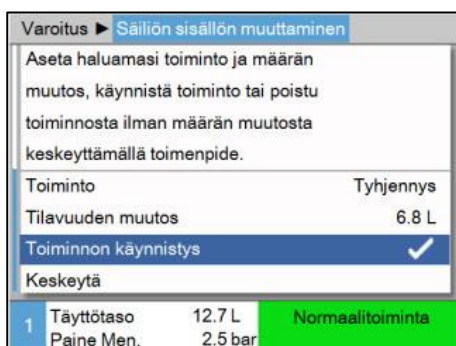 Varoitus ► Säiliön sisällön muuttaminen
Aseta haluamasi toiminto ja määrän
muutos, käynnistä toiminto tai poistu
toiminnosta ilman määrän muutosta
keskeyttämällä toimenpide.
Toiminto Tyhjennys
Tilavuuden muutos 6.8 L
Toiminnon käynnistys ✓
Keskeytä
1 Täyttötaso 12.7 L Normaalitoiminta
Paine Men. 2.5 bar